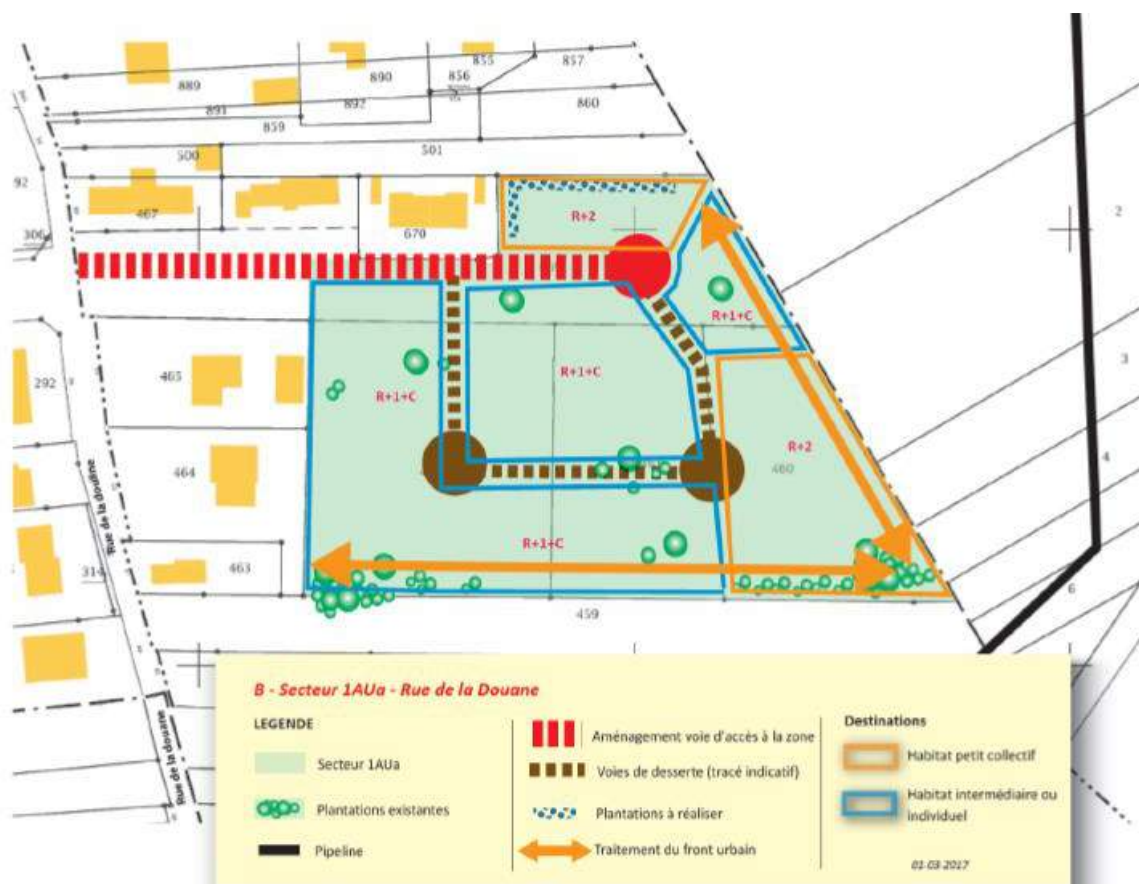 855
857
890
856
889
892
860
891
859
501
500
92
467
2
R+2
306
670
R+1+C
3
292
465
R+1+C
R+1+C
464
R+2
460
4
Rue de la douane
R+1+C
463
314
6
459
Rue de la douane
B - Secteur 1AUa - Rue de la Douane
LEGENDE
Secteur 1AUa
Plantations existantes
Pipeline
Aménagement voie d'accès à la zone
Voies de desserte (tracé indicatif)
Plantations à réaliser
Traitement du front urbain
Destinations
Habitat petit collectif
Habitat intermédiaire ou
individuel
01-03-2017